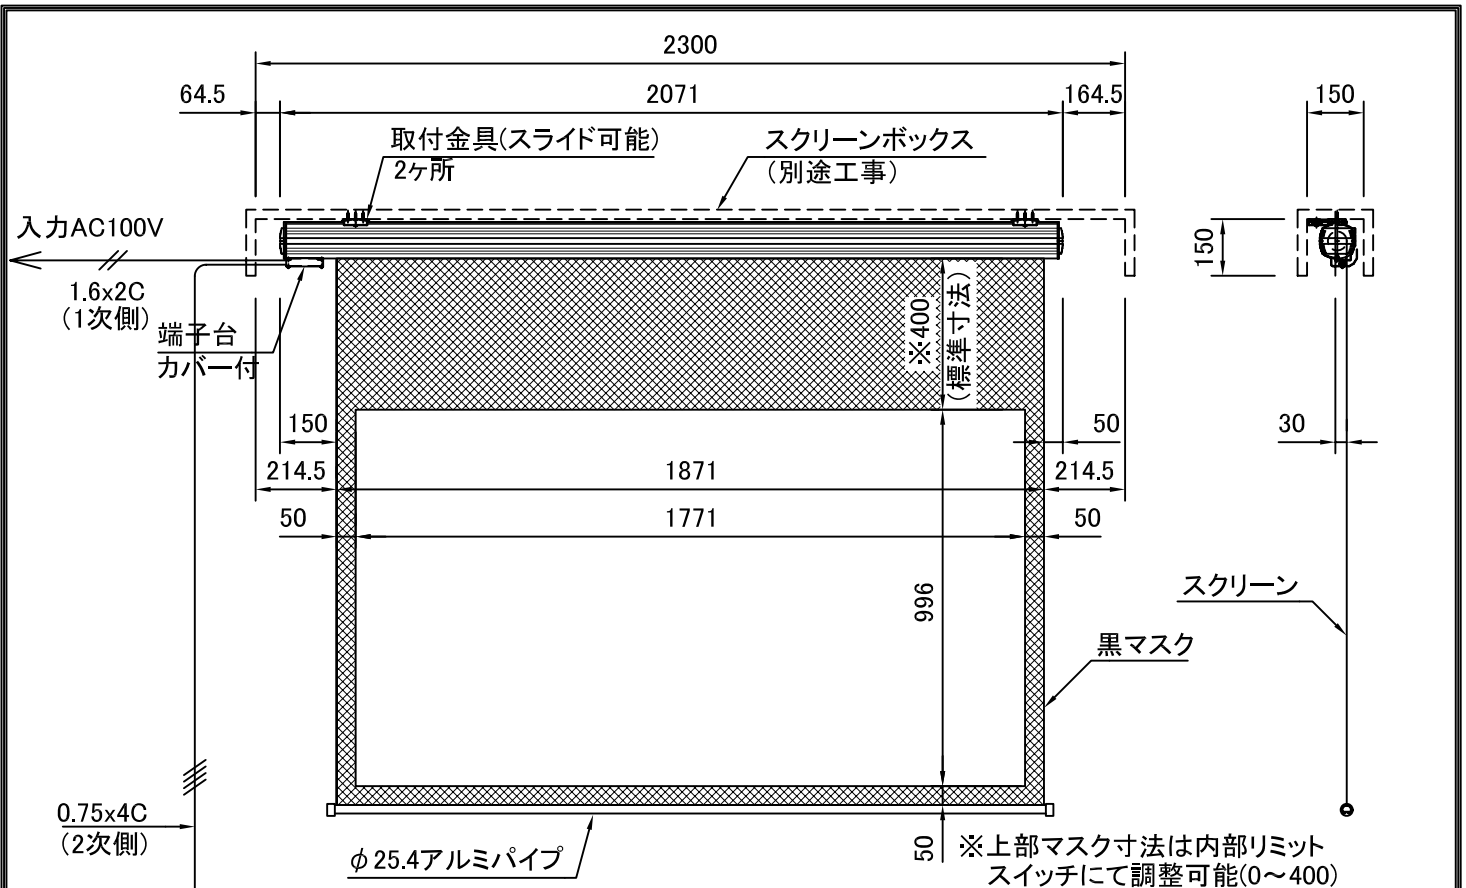 2300
64.5
2071
164.5
150
取付金具(スライド可能)
2ヶ所
スクリーンボックス
(別途工事)
入力AC100V
150
1.6x2C
(1次側)
端子台
カバー付
※400
(標準寸法)
150
50
30
214.5
1871
214.5
50
1771
50
996
スクリーン
黒マスク
0.75x4C
(2次側)
φ25.4アルミパイプ
50
※上部マスク寸法は内部リミット
スイッチにて調整可能(0～400)